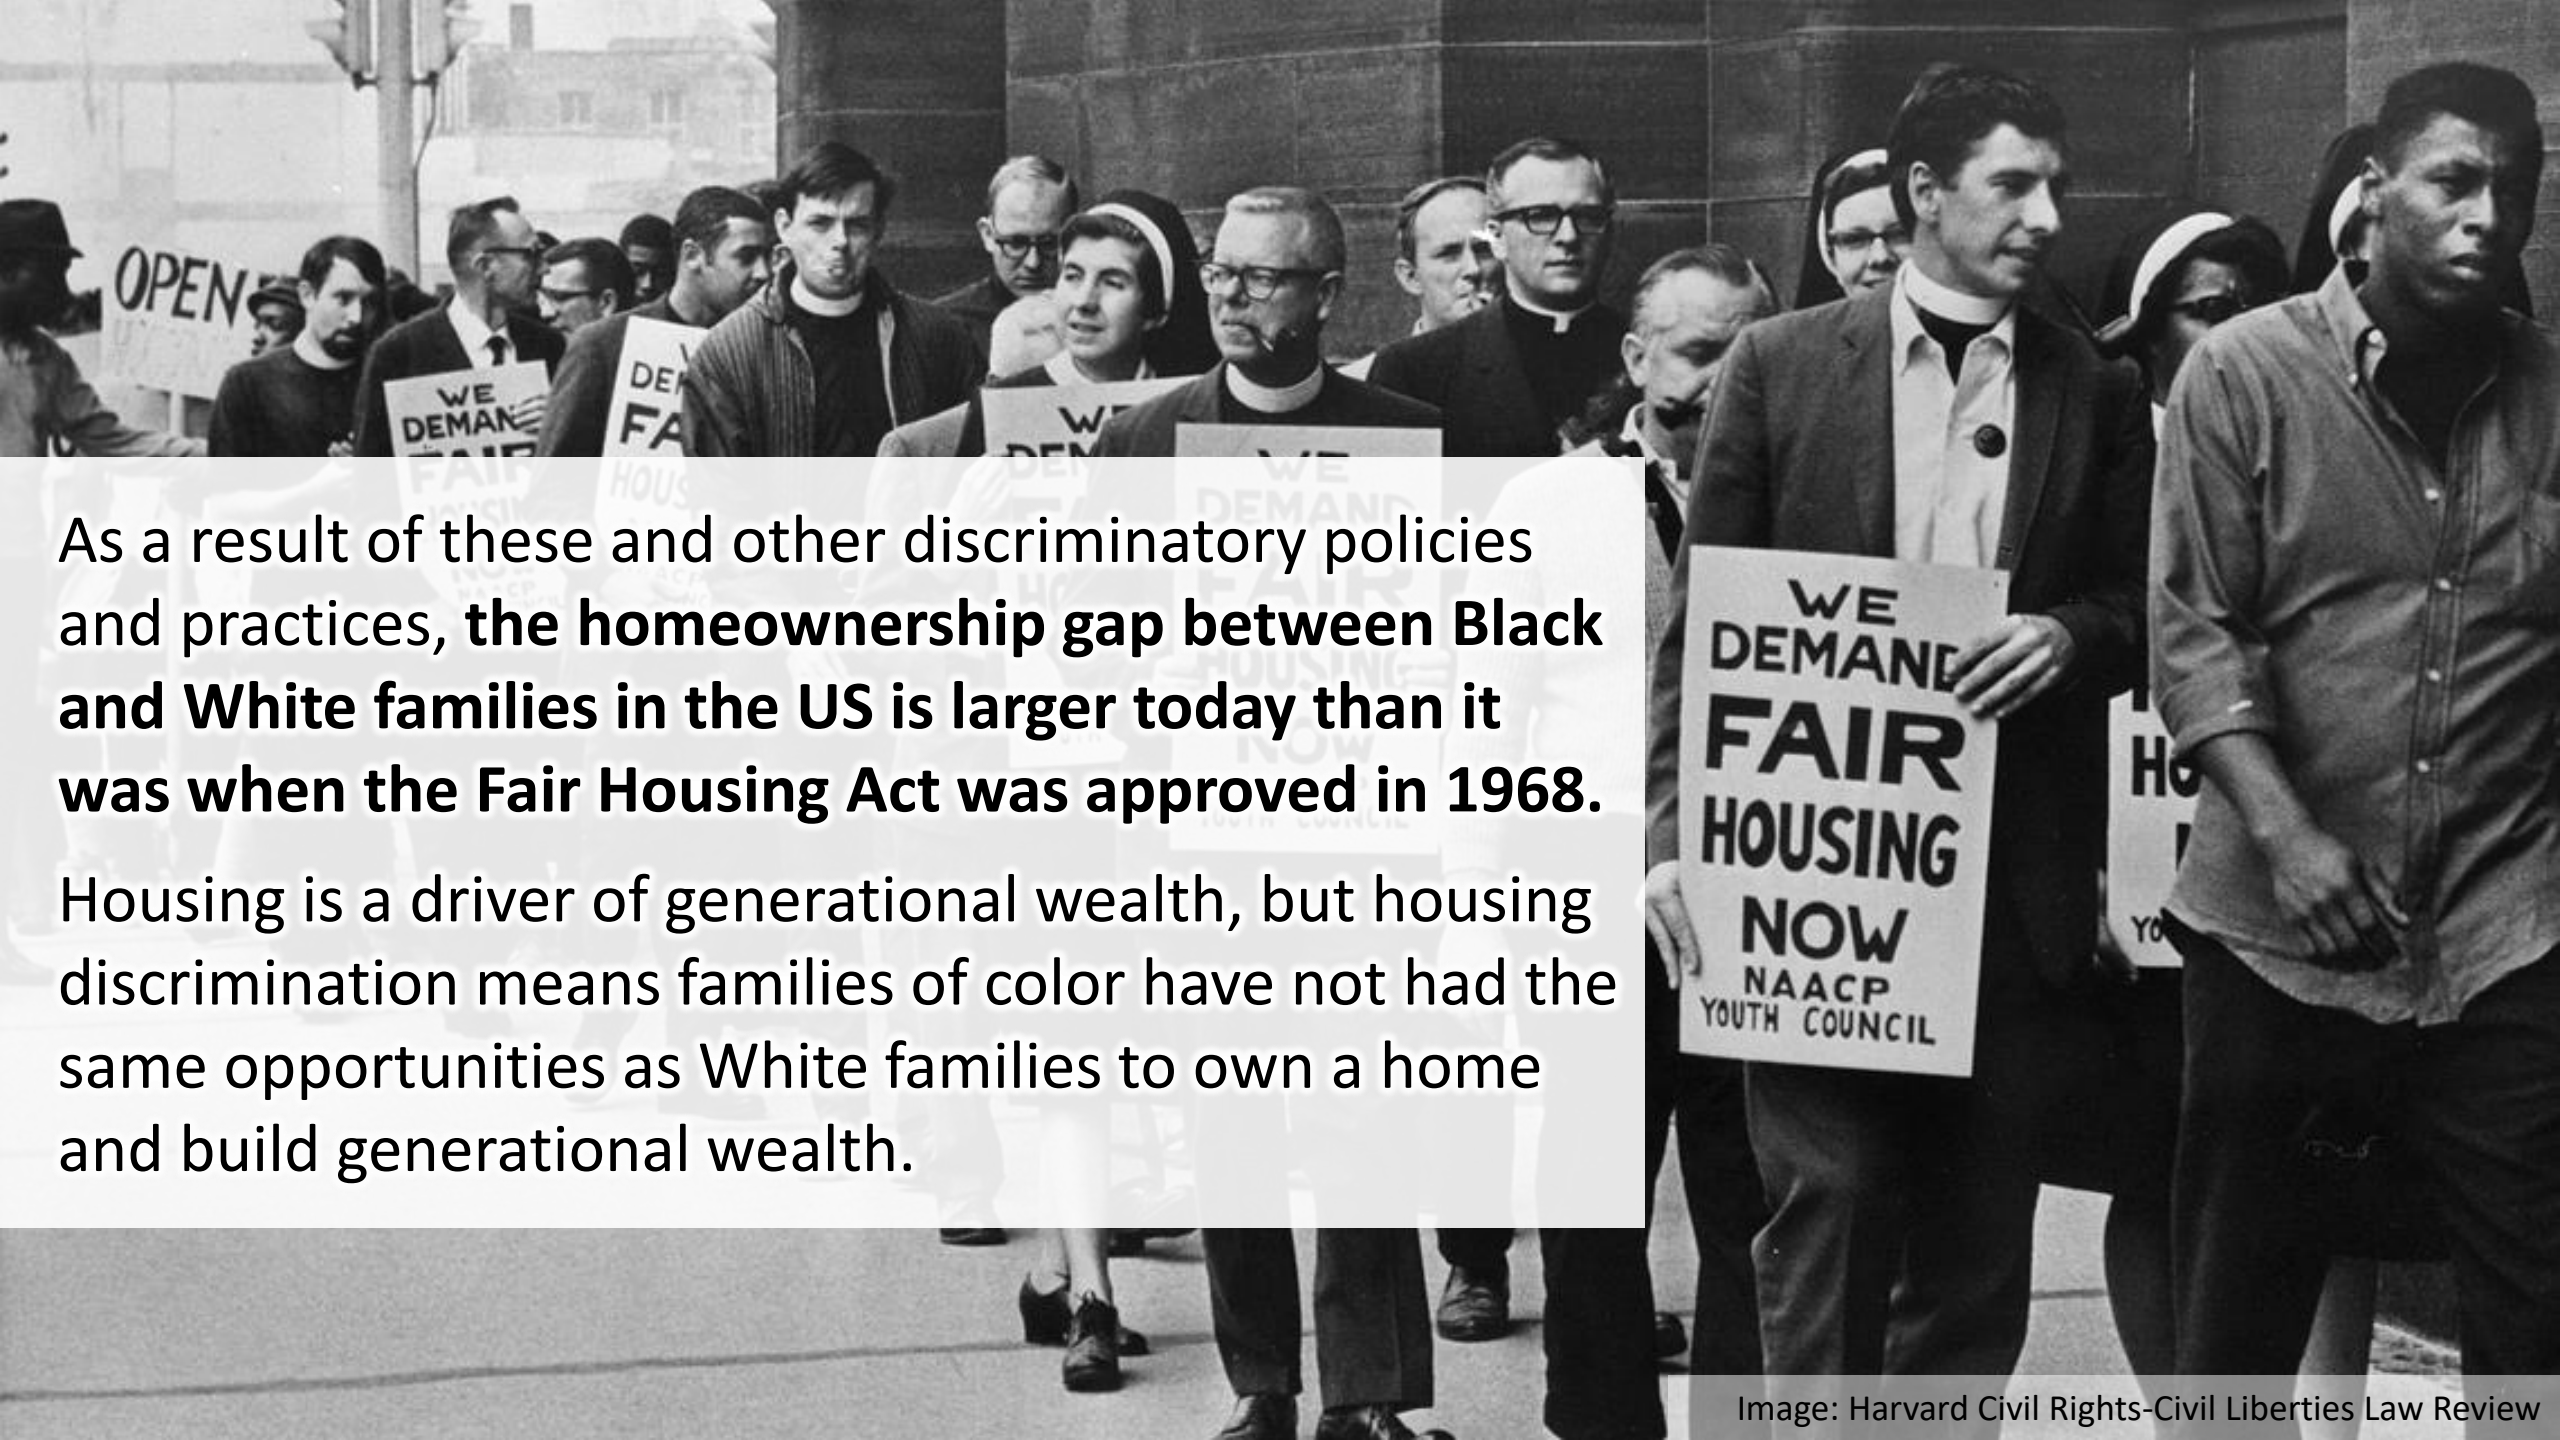 OPEN
WE
DEMAN
FAIR
WE
DEMAND
FAIR
HOUSING
NOW
NAACP
YOUTH COUNCIL
As a result of these and other discriminatory policies
and practices, the homeownership gap between Black
and White families in the US is larger today than it
was when the Fair Housing Act was approved in 1968.
Housing is a driver of generational wealth, but housing
discrimination means families of color have not had the
same opportunities as White families to own a home
and build generational wealth.
Image: Harvard Civil Rights-Civil Liberties Law Review